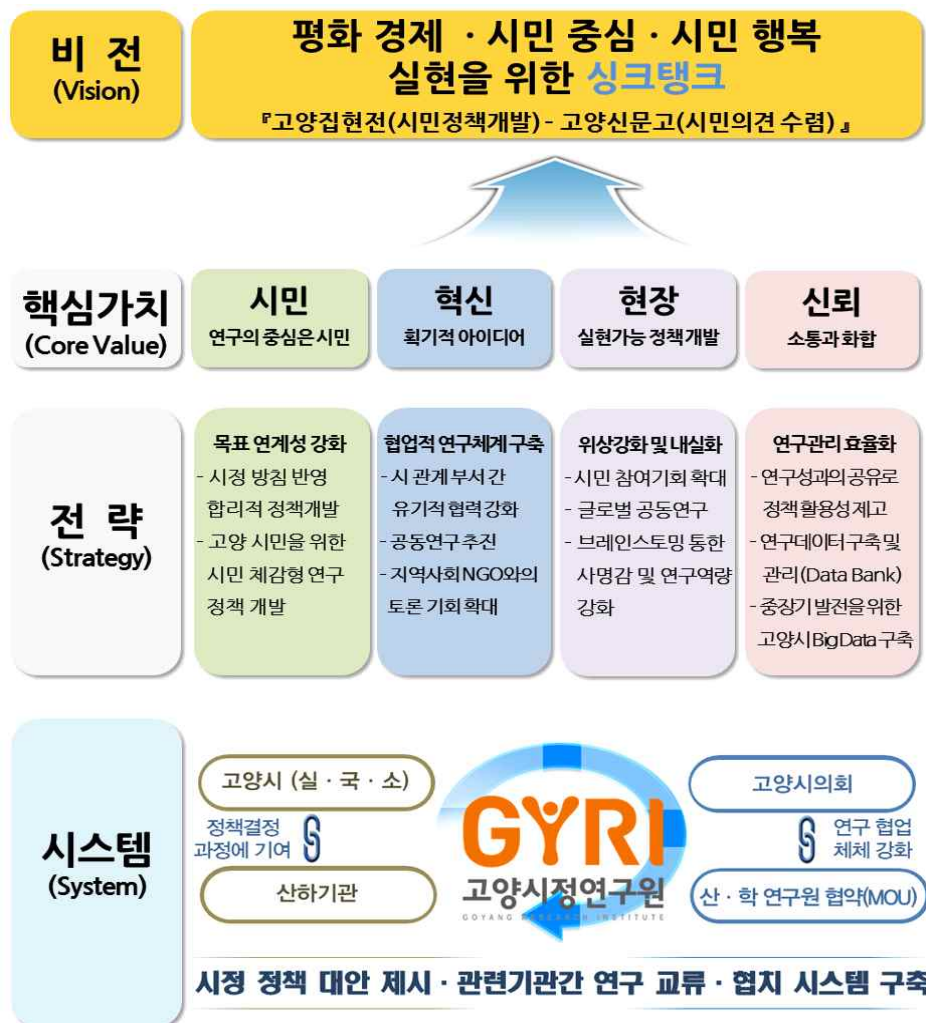 비 전
(Vision)
평화 경제 · 시민 중심 · 시민 행복
실현을 위한 싱크탱크
『고양집현전(시민정책개발) - 고양신문고(시민의견 수렴) 』
핵심가치
(Core Value)
시민
연구의 중심은 시민
혁신
획기적 아이디어
현장
실현가능 정책 개발
신뢰
소통과 화합
전 략
(Strategy)
목표 연계성 강화
- 시정 방침 반영
합리적 정책개발
- 고양 시민을 위한
시민 체감형 연구
정책 개발
협업적 연구체계 구축
- 시 관계 부서 간
유기적 협력 강화
- 공동연구 추진
- 지역사회 NGO와의
토론 기회 확대
위상강화 및 내실화
- 시민 참여기회 확대
- 글로벌 공동연구
- 브레인스토밍 통한
사명감 및 연구역량
강화
연구관리 효율화
- 연구성과의 공유로
정책 활용성 제고
- 연구데이터 구축 및
관리(Data Bank)
- 중장기 발전을 위한
고양시 Big Data 구축
시스템
(System)
고양시 (실 · 국 · 소)
정책결정
과정에 기여
산하기관
GYRI
고양시정연구원
GOYANG RESEARCH INSTITUTE
고양시의회
연구 협업
체체 강화
산 · 학 연구원 협약(MOU)
시정 정책 대안 제시 · 관련기관간 연구 교류 · 협치 시스템 구축